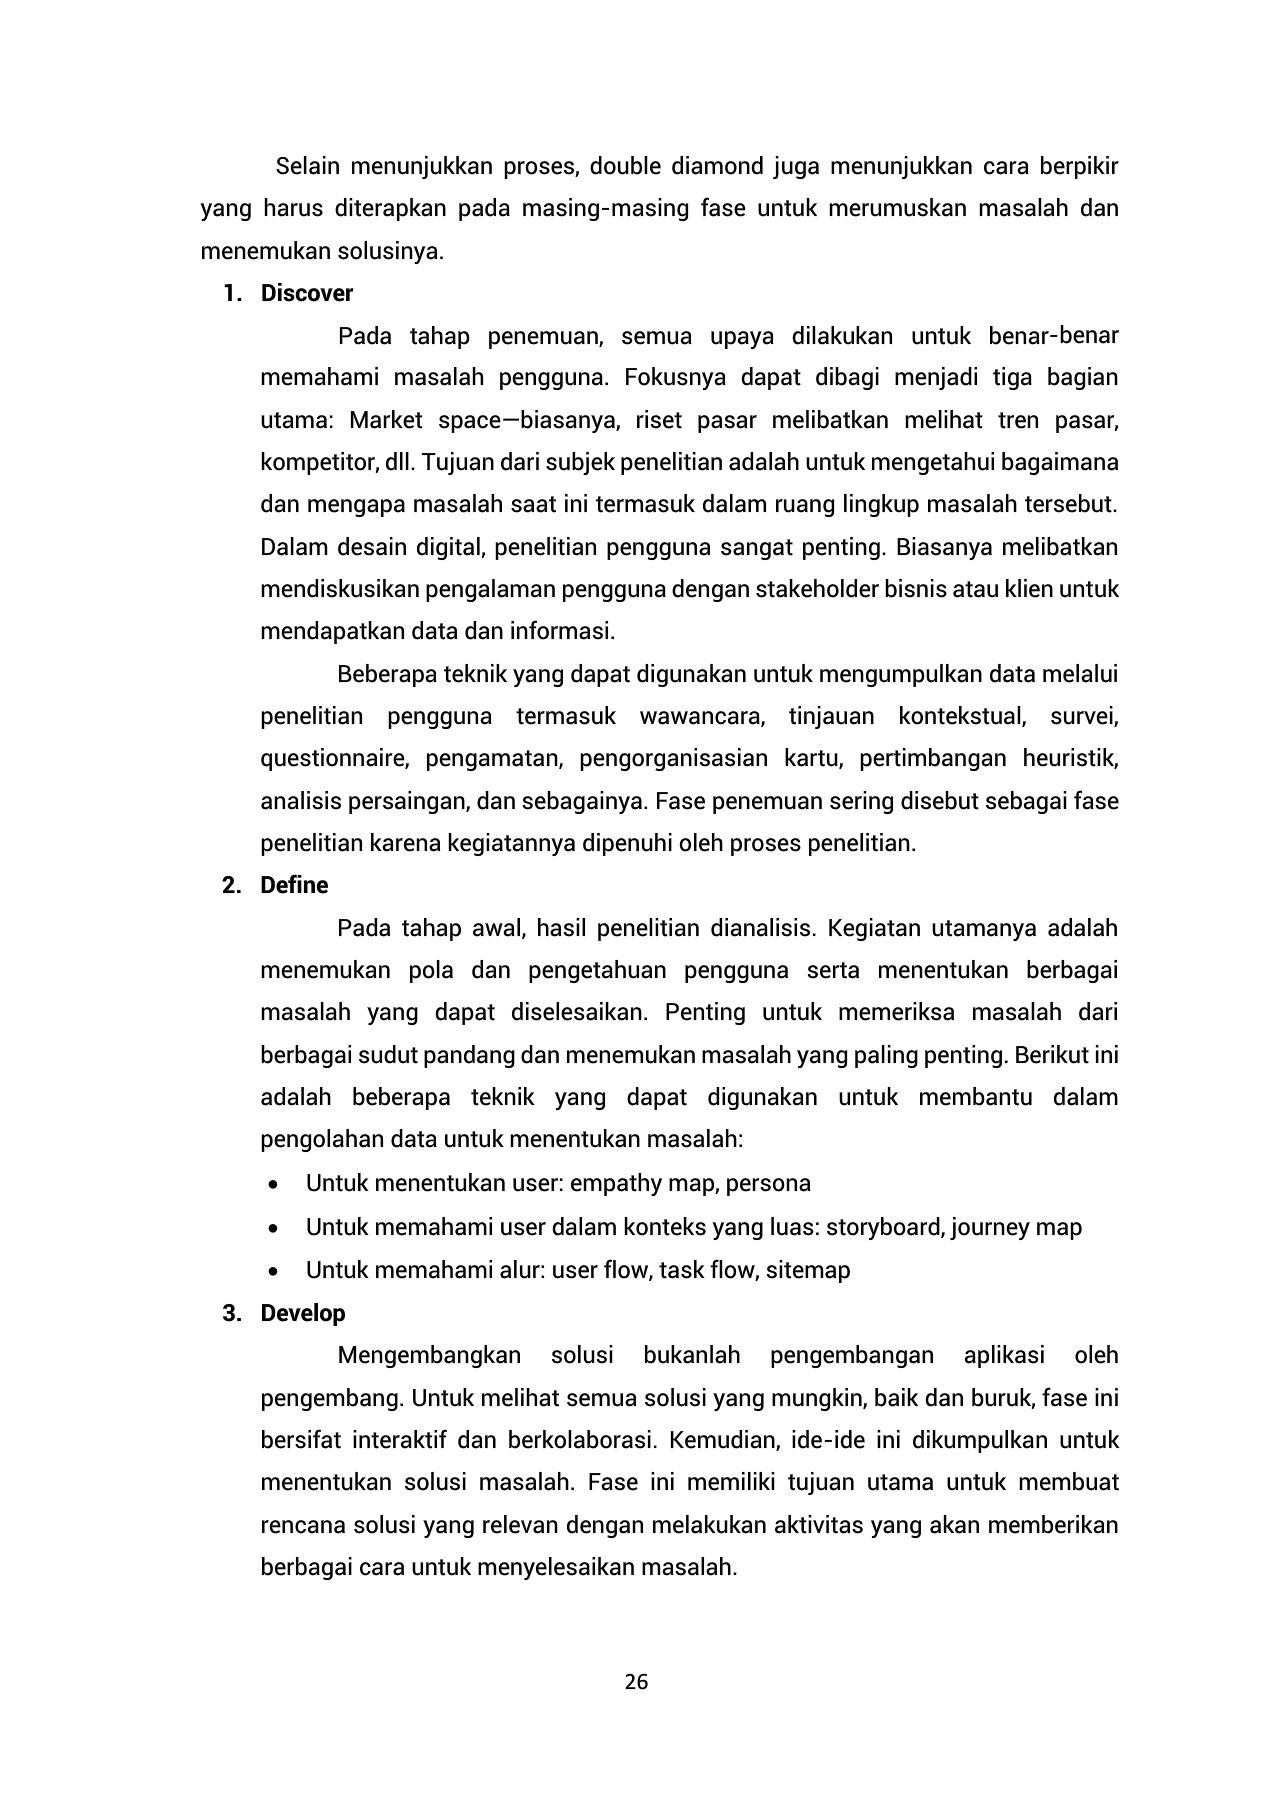 Selain menunjukkan proses, double diamond juga menunjukkan cara berpikir
yang harus diterapkan pada masing-masing fase untuk merumuskan masalah dan
menemukan solusinya.
1. Discover
Pada tahap penemuan, semua upaya dilakukan untuk benar-benar
memahami masalah pengguna. Fokusnya dapat dibagi menjadi tiga bagian
utama: Market space—biasanya, riset pasar melibatkan melihat tren pasar,
kompetitor, dll. Tujuan dari subjek penelitian adalah untuk mengetahui bagaimana
dan mengapa masalah saat ini termasuk dalam ruang lingkup masalah tersebut.
Dalam desain digital, penelitian pengguna sangat penting. Biasanya melibatkan
mendiskusikan pengalaman pengguna dengan stakeholder bisnis atau klien untuk
mendapatkan data dan informasi.
Beberapa teknik yang dapat digunakan untuk mengumpulkan data melalui
penelitian pengguna termasuk wawancara, tinjauan kontekstual, survei,
questionnaire, pengamatan, pengorganisasian kartu, pertimbangan heuristik,
analisis persaingan, dan sebagainya. Fase penemuan sering disebut sebagai fase
penelitian karena kegiatannya dipenuhi oleh proses penelitian.
2. Define
Pada tahap awal, hasil penelitian dianalisis. Kegiatan utamanya adalah
menemukan pola dan pengetahuan pengguna serta menentukan berbagai
masalah yang dapat diselesaikan. Penting untuk memeriksa masalah dari
berbagai sudut pandang dan menemukan masalah yang paling penting. Berikut ini
adalah beberapa teknik yang dapat digunakan untuk membantu dalam
pengolahan data untuk menentukan masalah:
• Untuk menentukan user: empathy map, persona
• Untuk memahami user dalam konteks yang luas: storyboard, journey map
• Untuk memahami alur: user flow, task flow, sitemap
3. Develop
Mengembangkan solusi bukanlah pengembangan aplikasi oleh
pengembang. Untuk melihat semua solusi yang mungkin, baik dan buruk, fase ini
bersifat interaktif dan berkolaborasi. Kemudian, ide-ide ini dikumpulkan untuk
menentukan solusi masalah. Fase ini memiliki tujuan utama untuk membuat
rencana solusi yang relevan dengan melakukan aktivitas yang akan memberikan
berbagai cara untuk menyelesaikan masalah.
26